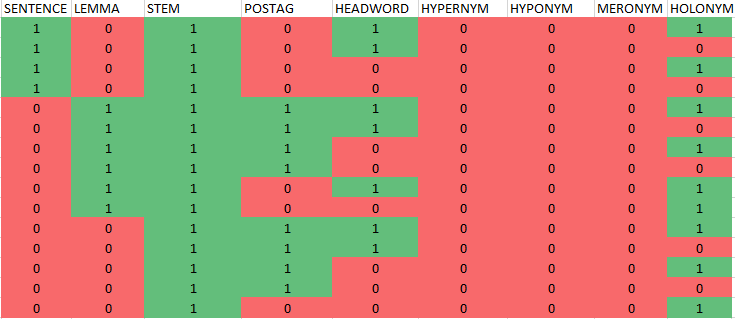 SENTENCE LEMMA STEM POSTAG HEADWORD HYPERNYM HYPONYM MERONYM HOLONYM
1 0 1 0 1 0 0 0 1
1 0 1 0 1 0 0 0 0
1 0 1 0 0 0 0 0 1
1 0 1 0 0 0 0 0 0
0 1 1 1 1 0 0 0 1
0 1 1 1 1 0 0 0 0
0 1 1 1 0 0 0 0 1
0 1 1 1 0 0 0 0 0
0 1 1 0 1 0 0 0 1
0 1 1 0 0 0 0 0 1
0 0 1 1 1 0 0 0 1
0 0 1 1 1 0 0 0 0
0 0 1 1 0 0 0 0 1
0 0 1 1 0 0 0 0 0
0 0 1 0 0 0 0 0 1